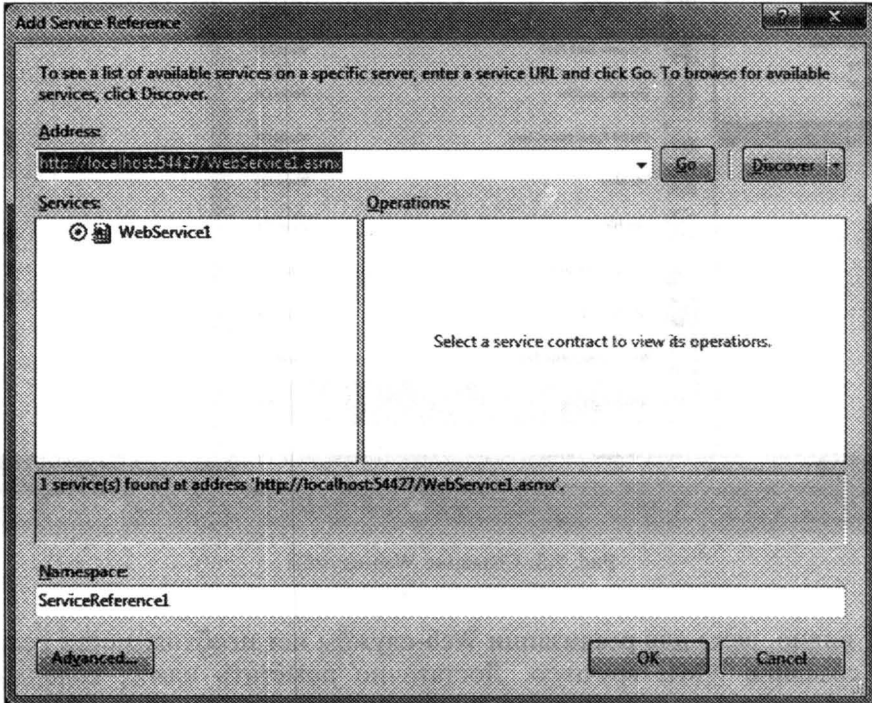 Add Service Reference
To see a list of available services on a specific server, enter a service URL and click Go. To browse for available
services, click Discover.
Address:
http://localhost:54427/WebService1.asmx
Go
Discover
Services:
Operations:
WebService1
Select a service contract to view its operations.
1 service(s) found at address 'http://localhost:54427/WebService1.asmx'.
Namespace:
ServiceReference1
Advanced...
OK
Cancel